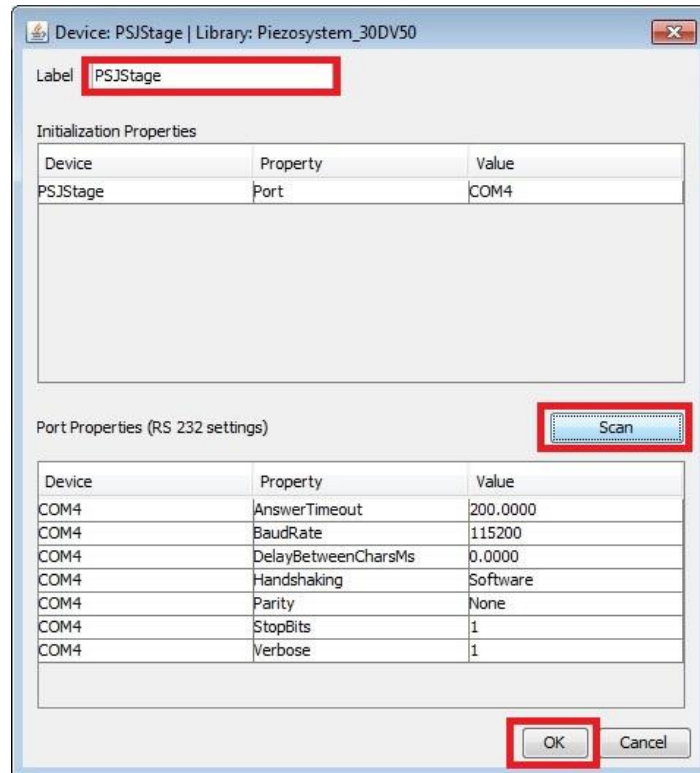 Device: PSJStage | Library: Piezosystem_30DV50
Label PSJStage
Initialization Properties
Device Property Value
PSJStage Port COM4
Port Properties (RS 232 settings) Scan
Device Property Value
COM4 AnswerTimeout 200.0000
COM4 BaudRate 115200
COM4 DelayBetweenCharsMs 0.0000
COM4 Handshaking Software
COM4 Parity None
COM4 StopBits 1
COM4 Verbose 1
OK Cancel